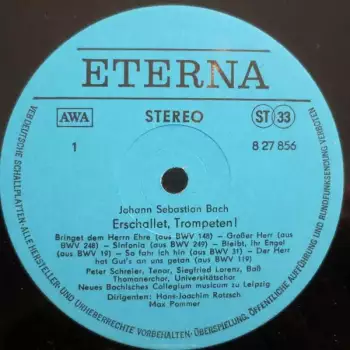 ETERNA
AWA
STEREO
ST 33
1
8 27 856
Johann Sebastian Bach
Erschallet, Trompeten!
Bringet dem Herrn Ehre (aus BWV 148) – Großer Herr (aus
BWV 248) – Sinfonia (aus BWV 249) – Bleibt, ihr Engel
(aus BWV 19) – So fahr ich hin (aus BWV 31) – Der Herr
hat Gut's an uns getan (aus BWV 119)
Peter Schreier, Tenor, Siegfried Lorenz, Baß
Thomanerchor, Universitätschor
Neues Bachisches Collegium musicum zu Leipzig
Dirigenten: Hans-Joachim Rotzsch
Max Pommer
VEB DEUTSCHE SCHALLPLATTEN · ALLE HERSTELLER- UND URHEBERRECHTE VORBEHALTEN · ÜBERSPIELUNG, ÖFFENTLICHE AUFFÜHRUNG UND RUNDFUNKSENDUNG VERBOTEN